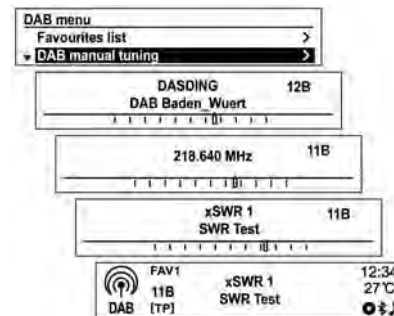 DAB menu
Favourites list >
DAB manual tuning >
DASDING 12B
DAB Baden_Wuert
218.640 MHz 11B
xSWR 1 11B
SWR Test
FAV1 12:34
xSWR 1
11B 27°C
SWR Test
DAB [TP]